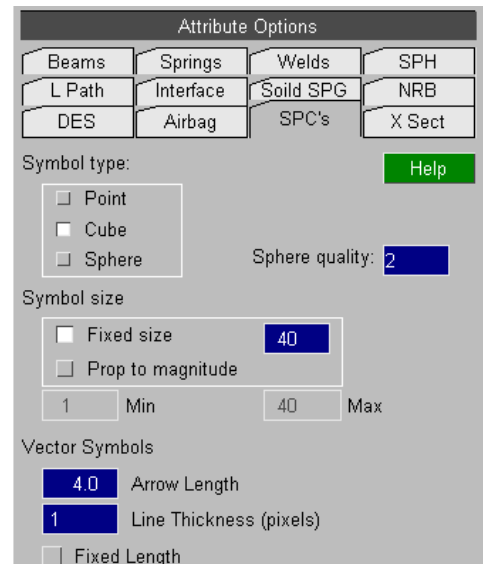 Attribute Options
Beams Springs Welds SPH
L Path Interface Soild SPG NRB
DES Airbag SPC's X Sect
Symbol type: Help
Point
Cube
Sphere Sphere quality: 2
Symbol size
Fixed size 40
Prop to magnitude
1 Min 40 Max
Vector Symbols
4.0 Arrow Length
1 Line Thickness (pixels)
Fixed Length